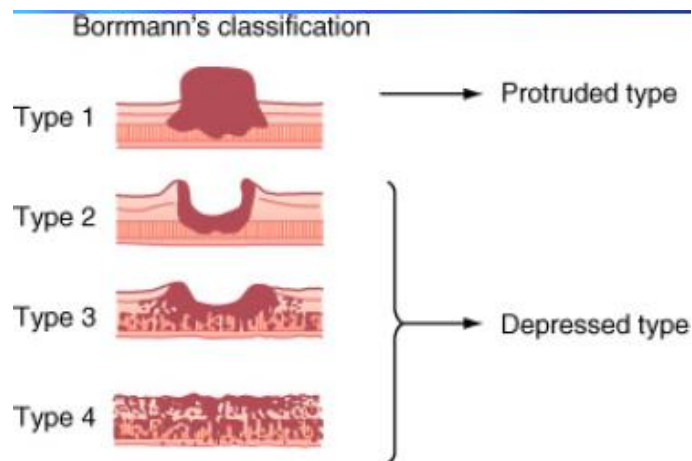 Borrmann's classification
Type 1
Protruded type
Type 2
Type 3
Depressed type
Type 4